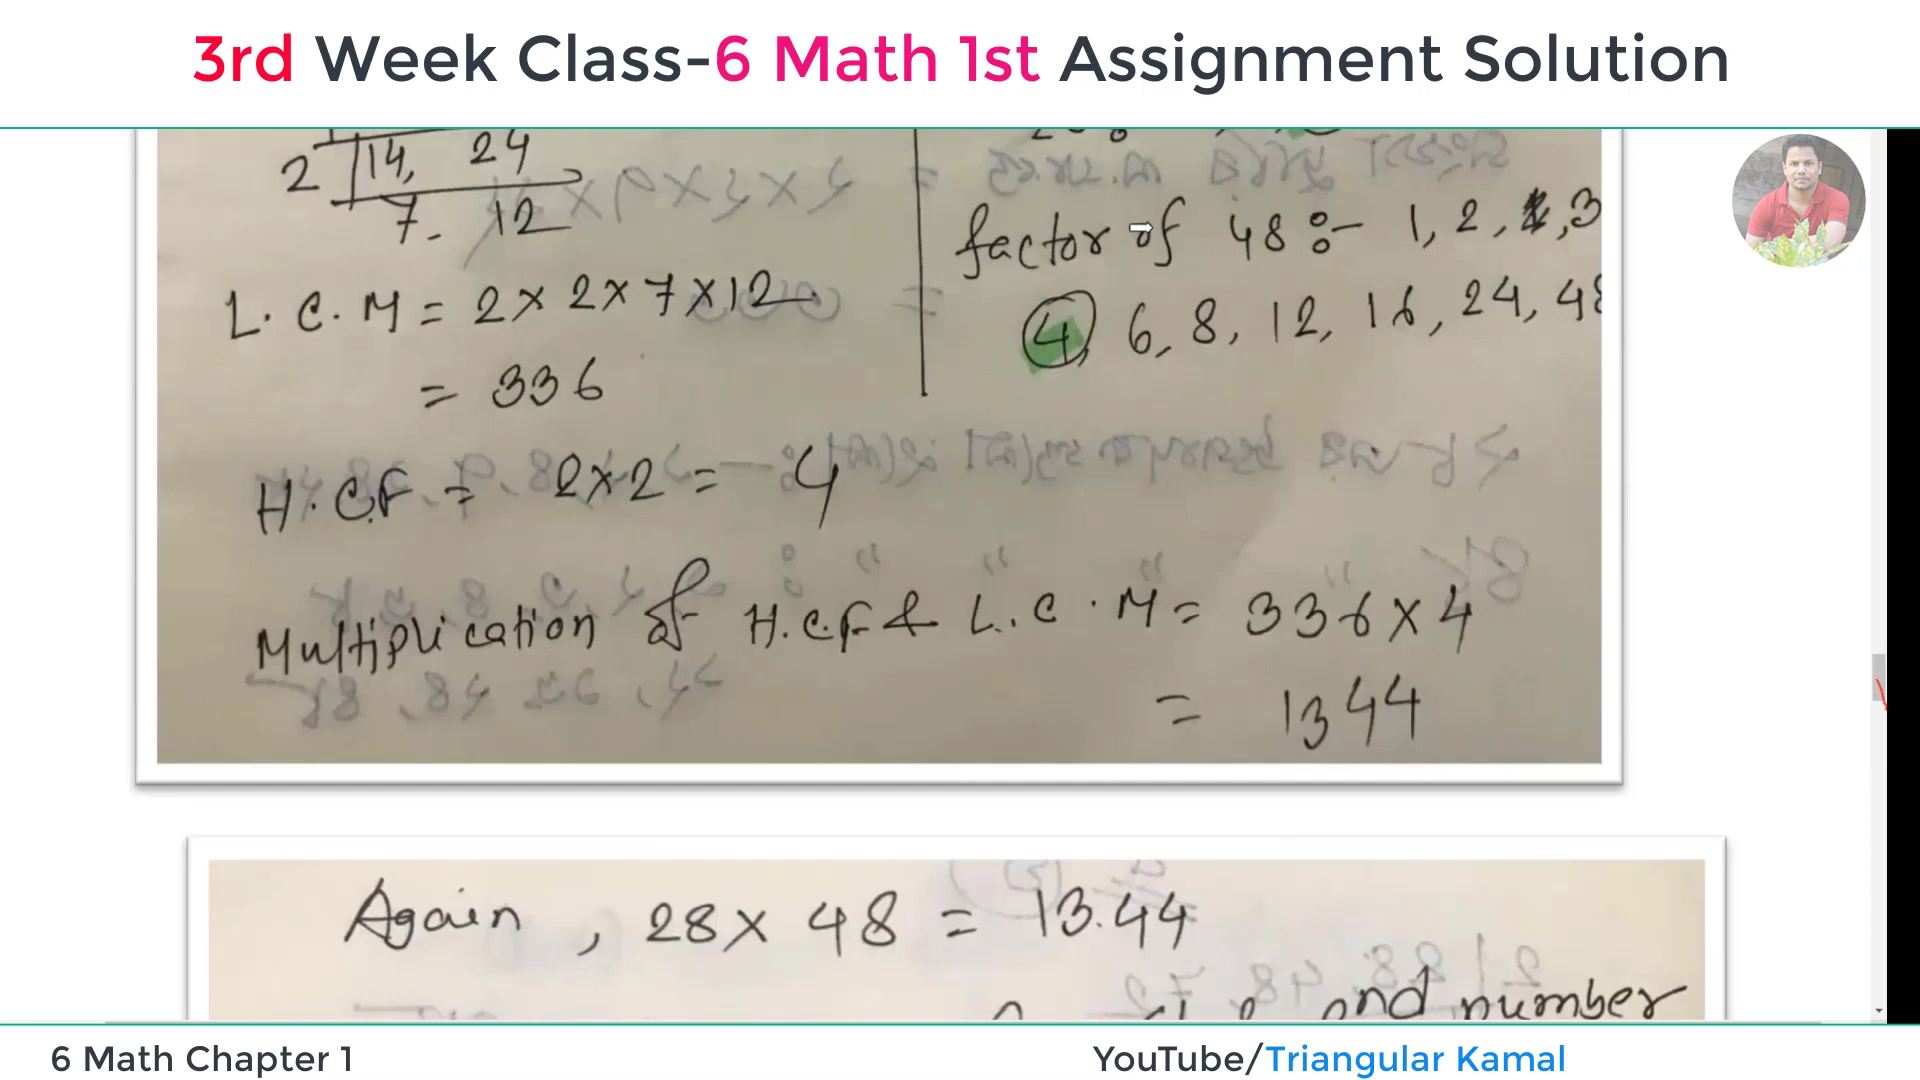 3rd Week Class-6 Math 1st Assignment Solution
2 14, 24
7 - 12
L.C.M = 2 × 2 × 7 × 12
= 336
factor of 48 :- 1, 2, 3
4, 6, 8, 12, 16, 24, 48
H.C.F = 2×2 = 4
Multiplication of H.C.F & L.C.M = 336 × 4
= 1344
Again, 28 × 48 = 13.44
and number
6 Math Chapter 1
YouTube/Triangular Kamal